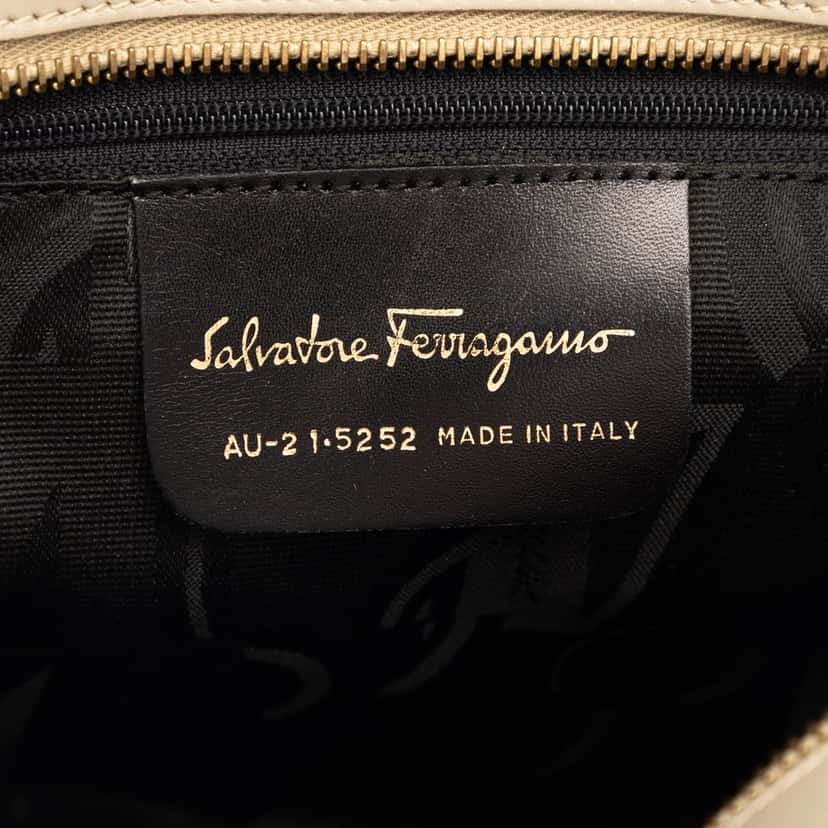 Salvatore Ferragamo
AU-21·5252 MADE IN ITALY